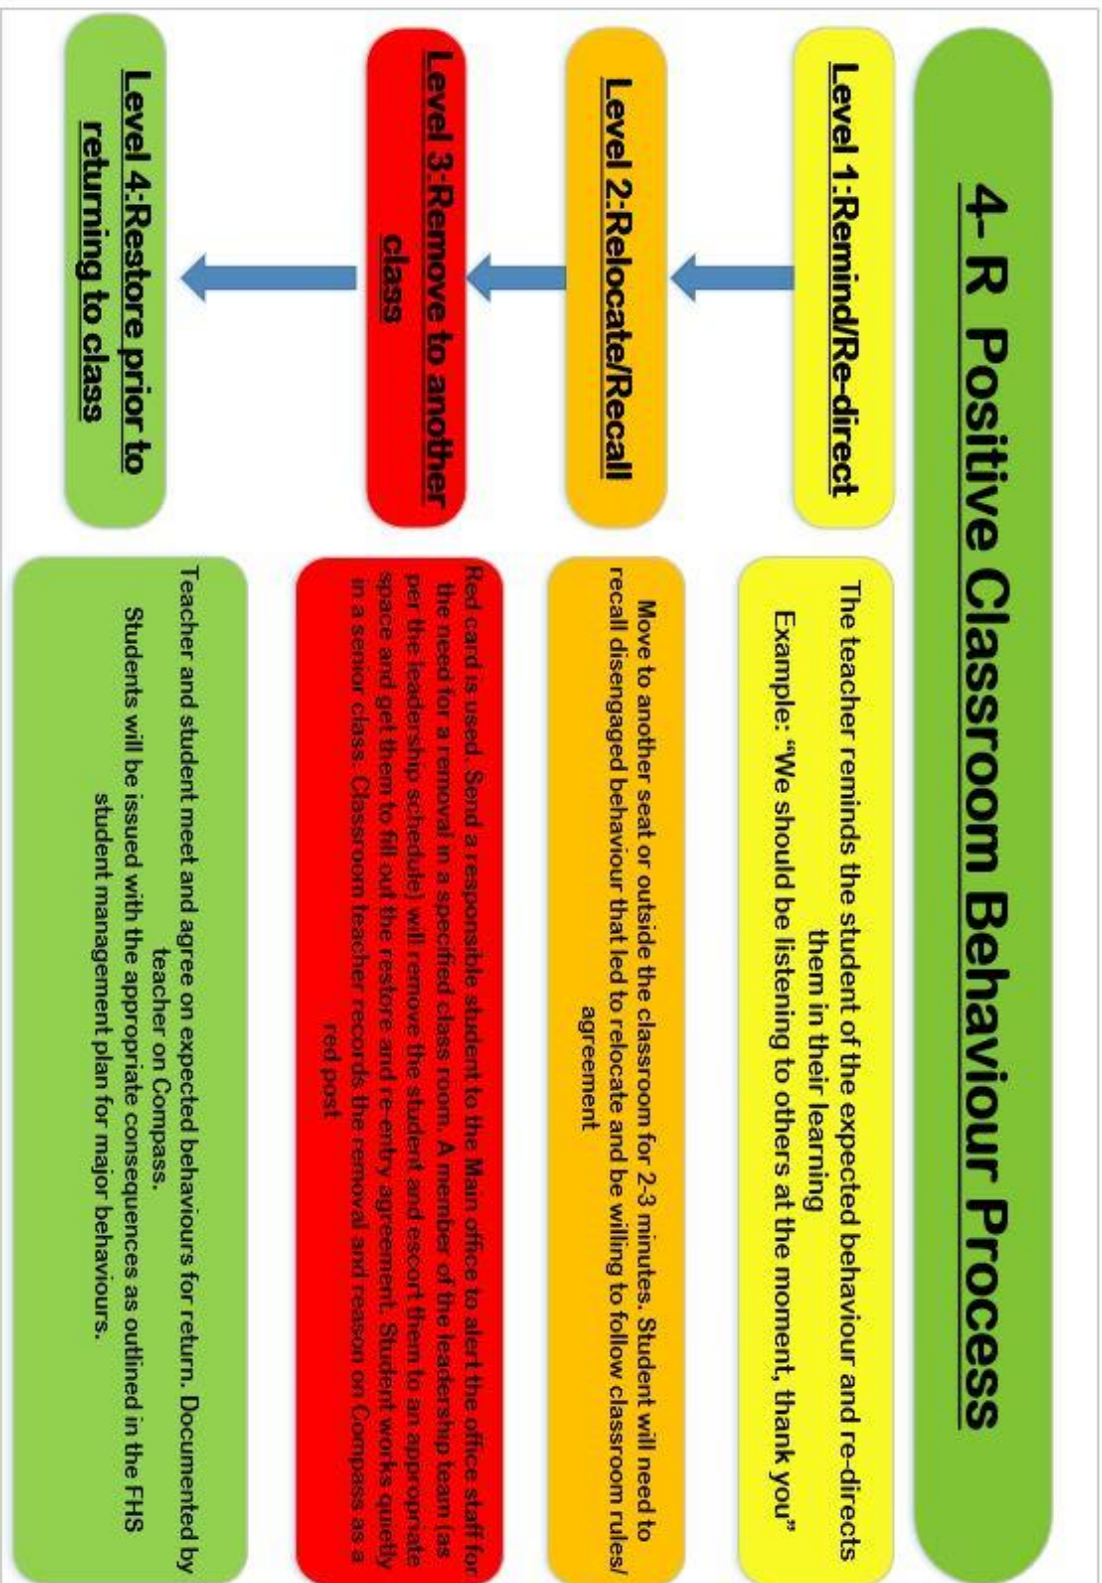 4- R Positive Classroom Behaviour Process
Level 1:Remind/Re-direct
The teacher reminds the student of the expected behaviour and re-directs
them in their learning
Example: “We should be listening to others at the moment, thank you”
Level 2:Relocate/Recall
Move to another seat or outside the classroom for 2-3 minutes. Student will need to
recall disengaged behaviour that led to relocate and be willing to follow classroom rules/
agreement
Level 3:Remove to another
class
Red card is used. Send a responsible student to the Main office to alert the office staff for
the need for a removal in a specified class room. A member of the leadership team (as
per the leadership schedule) will remove the student and escort them to an appropriate
space and get them to fill out the restore and re-entry agreement. Student works quietly
in a senior class. Classroom teacher records the removal and reason on Compass as a
red post
Level 4:Restore prior to
returning to class
Teacher and student meet and agree on expected behaviours for return. Documented by
teacher on Compass.
Students will be issued with the appropriate consequences as outlined in the FHS
student management plan for major behaviours.